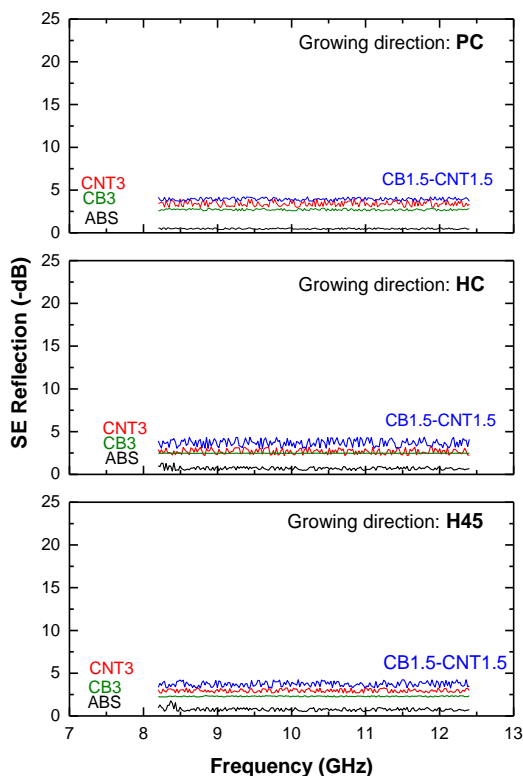 25
Growing direction: PC
20
15
10
CNT3
CB1.5-CNT1.5
CB3
5
ABS
0
25
Growing direction: HC
20
15
10
CNT3
CB1.5-CNT1.5
5
CB3
ABS
0
SE Reflection (-dB)
25
Growing direction: H45
20
15
10
CNT3
CB1.5-CNT1.5
5
CB3
ABS
0
7 8 9 10 11 12 13
Frequency (GHz)